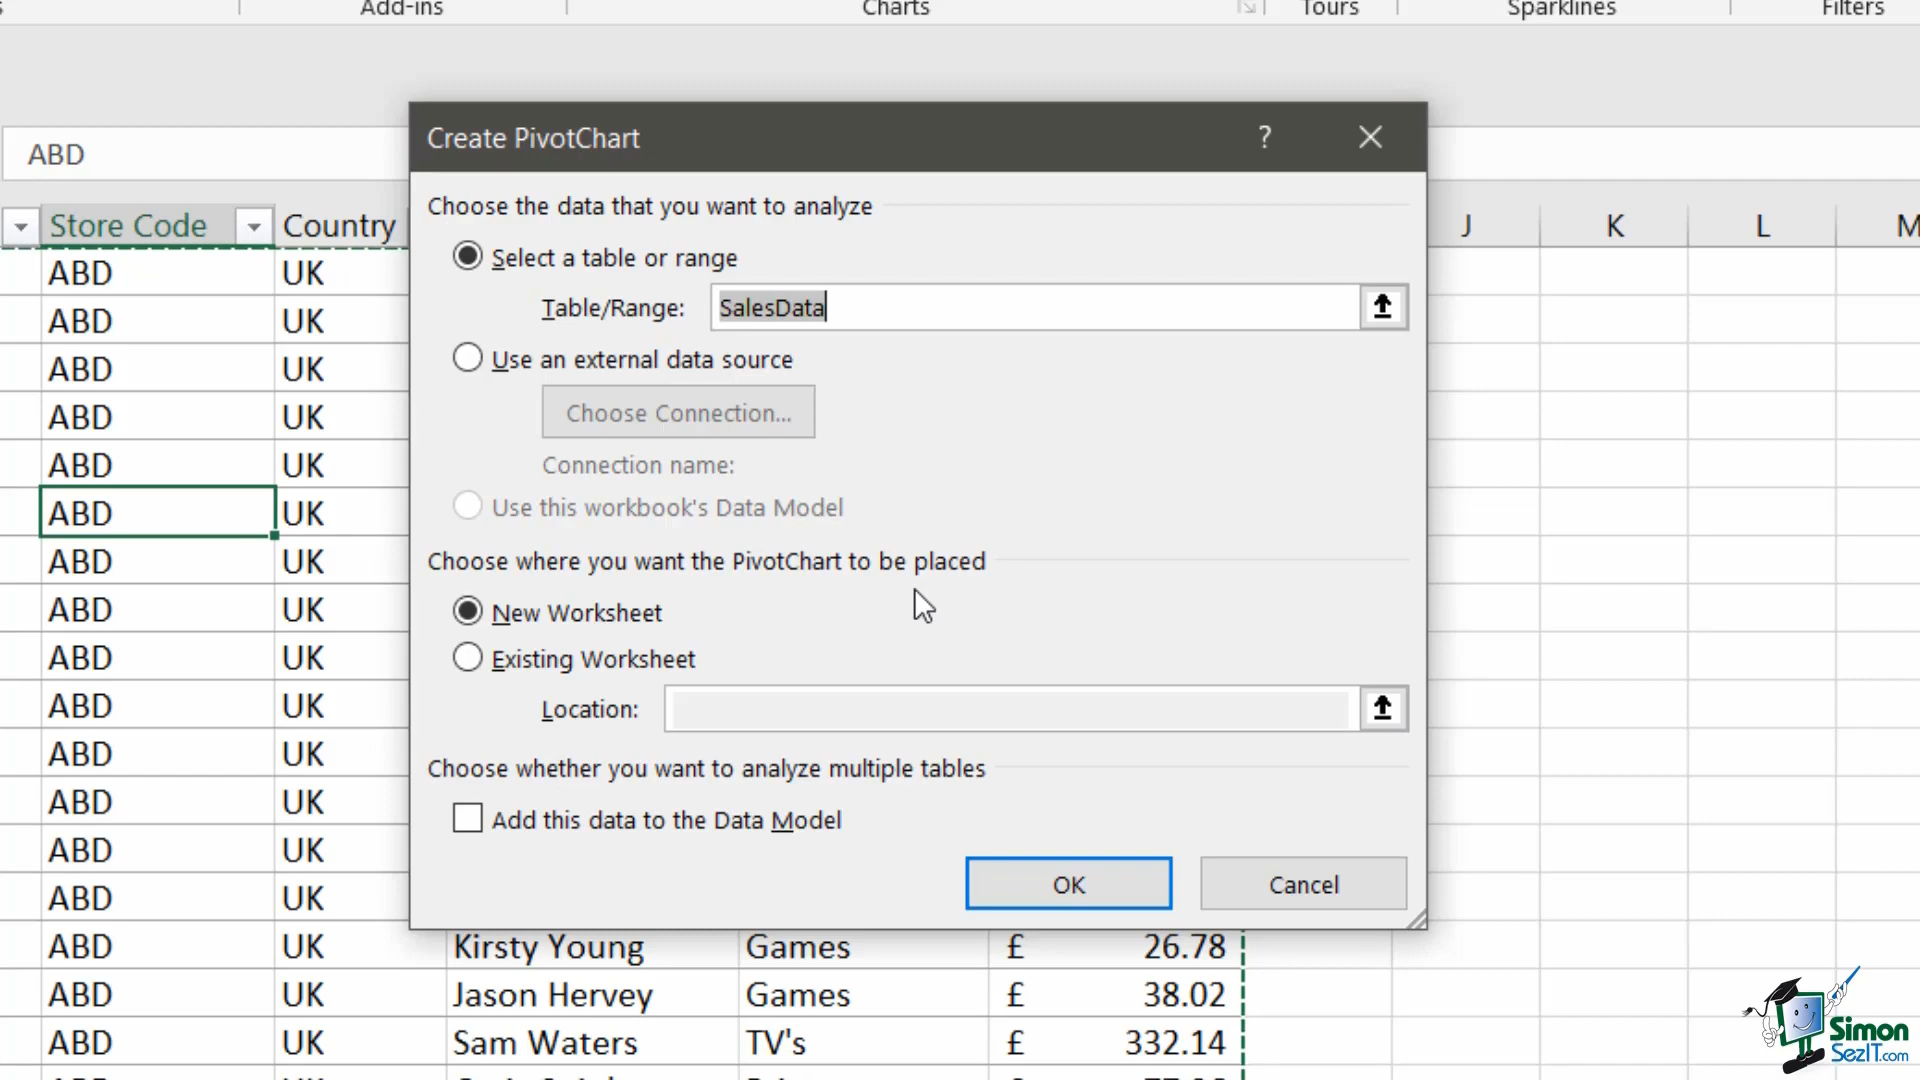 Add-ins Charts Tours Sparklines Filters
ABD
Create PivotChart ?
Choose the data that you want to analyze
Select a table or range
Table/Range: SalesData
Use an external data source
Choose Connection...
Connection name:
Use this workbook's Data Model
Choose where you want the PivotChart to be placed
New Worksheet
Existing Worksheet
Location:
Choose whether you want to analyze multiple tables
Add this data to the Data Model
OK Cancel
Store Code Country J K L M
ABD UK
ABD UK
ABD UK
ABD UK
ABD UK
ABD UK
ABD UK
ABD UK
ABD UK
ABD UK
ABD UK
ABD UK
ABD UK
ABD UK
ABD UK Kirsty Young Games £ 26.78
ABD UK Jason Hervey Games £ 38.02
ABD UK Sam Waters TV's £ 332.14
Simon
SezIT.com